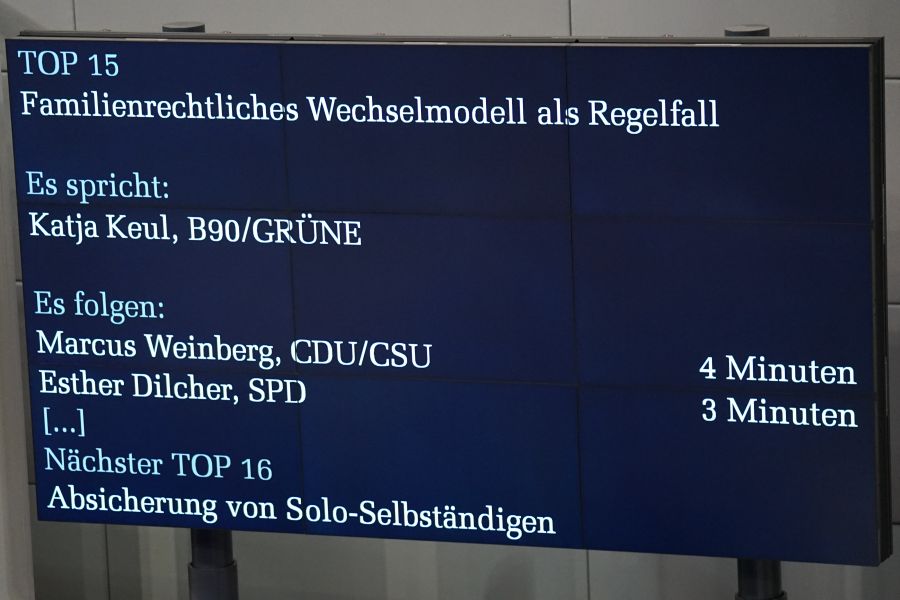 TOP 15
Familienrechtliches Wechselmodell als Regelfall
Es spricht:
Katja Keul, B90/GRÜNE
Es folgen:
Marcus Weinberg, CDU/CSU 4 Minuten
Esther Dilcher, SPD 3 Minuten
[...]
Nächster TOP 16
Absicherung von Solo-Selbständigen